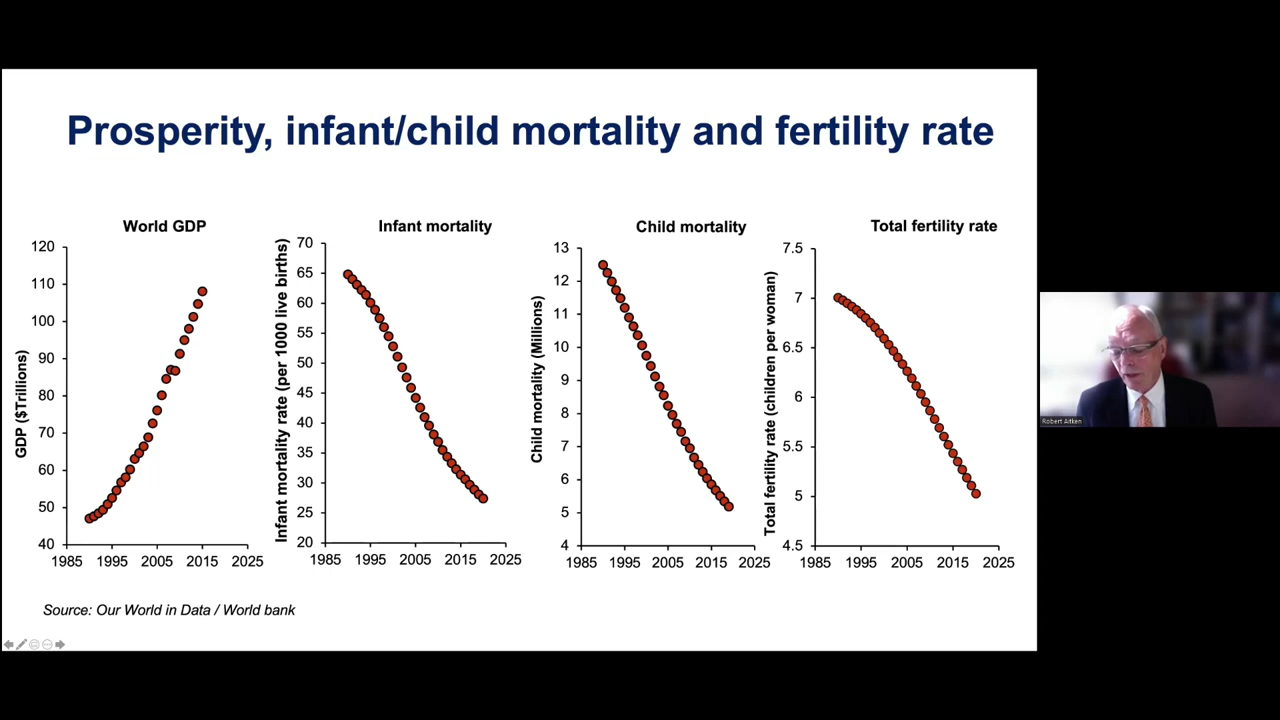 Prosperity, infant/child mortality and fertility rate
World GDP
GDP ($Trillions)
120
110
100
90
80
70
60
50
40
1985 1995 2005 2015 2025
Infant mortality
Infant mortality rate (per 1000 live births)
70
65
60
55
50
45
40
35
30
25
20
1985 1995 2005 2015 2025
Child mortality
Child mortality (Millions)
13
12
11
10
9
8
7
6
5
4
1985 1995 2005 2015 2025
Total fertility rate
Total fertility rate (children per woman)
7.5
7
6.5
6
5.5
5
4.5
1985 1995 2005 2015 2025
Source: Our World in Data / World bank
Robert Aitken